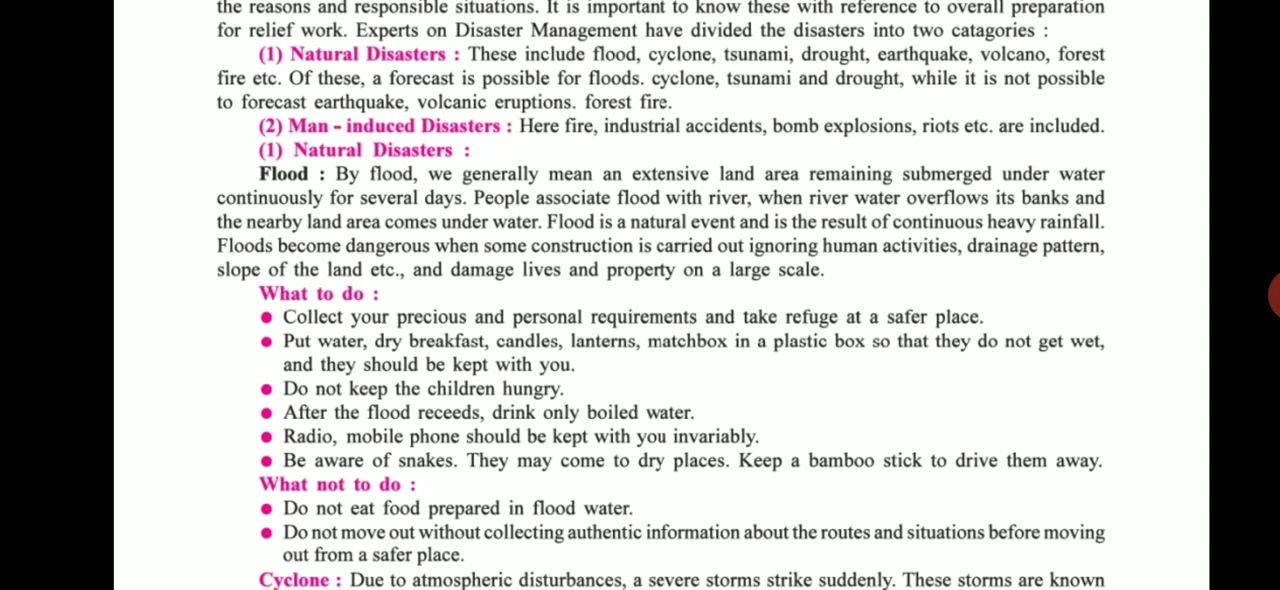 the reasons and responsible situations. It is important to know these with reference to overall preparation
for relief work. Experts on Disaster Management have divided the disasters into two catagories :
(1) Natural Disasters : These include flood, cyclone, tsunami, drought, earthquake, volcano, forest
fire etc. Of these, a forecast is possible for floods. cyclone, tsunami and drought, while it is not possible
to forecast earthquake, volcanic eruptions. forest fire.
(2) Man - induced Disasters : Here fire, industrial accidents, bomb explosions, riots etc. are included.
(1) Natural Disasters :
Flood : By flood, we generally mean an extensive land area remaining submerged under water
continuously for several days. People associate flood with river, when river water overflows its banks and
the nearby land area comes under water. Flood is a natural event and is the result of continuous heavy rainfall.
Floods become dangerous when some construction is carried out ignoring human activities, drainage pattern,
slope of the land etc., and damage lives and property on a large scale.
What to do :
● Collect your precious and personal requirements and take refuge at a safer place.
● Put water, dry breakfast, candles, lanterns, matchbox in a plastic box so that they do not get wet,
and they should be kept with you.
● Do not keep the children hungry.
● After the flood receeds, drink only boiled water.
● Radio, mobile phone should be kept with you invariably.
● Be aware of snakes. They may come to dry places. Keep a bamboo stick to drive them away.
What not to do :
● Do not eat food prepared in flood water.
● Do not move out without collecting authentic information about the routes and situations before moving
out from a safer place.
Cyclone : Due to atmospheric disturbances, a severe storms strike suddenly. These storms are known